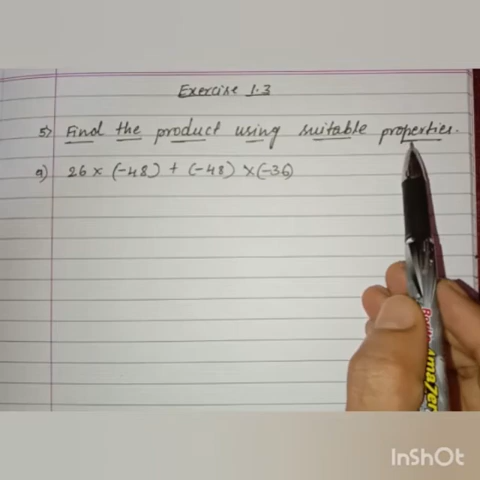 Exercise 1.3
5) Find the product using suitable properties.
a) 26 × (-48) + (-48) × (-36)
InShOt